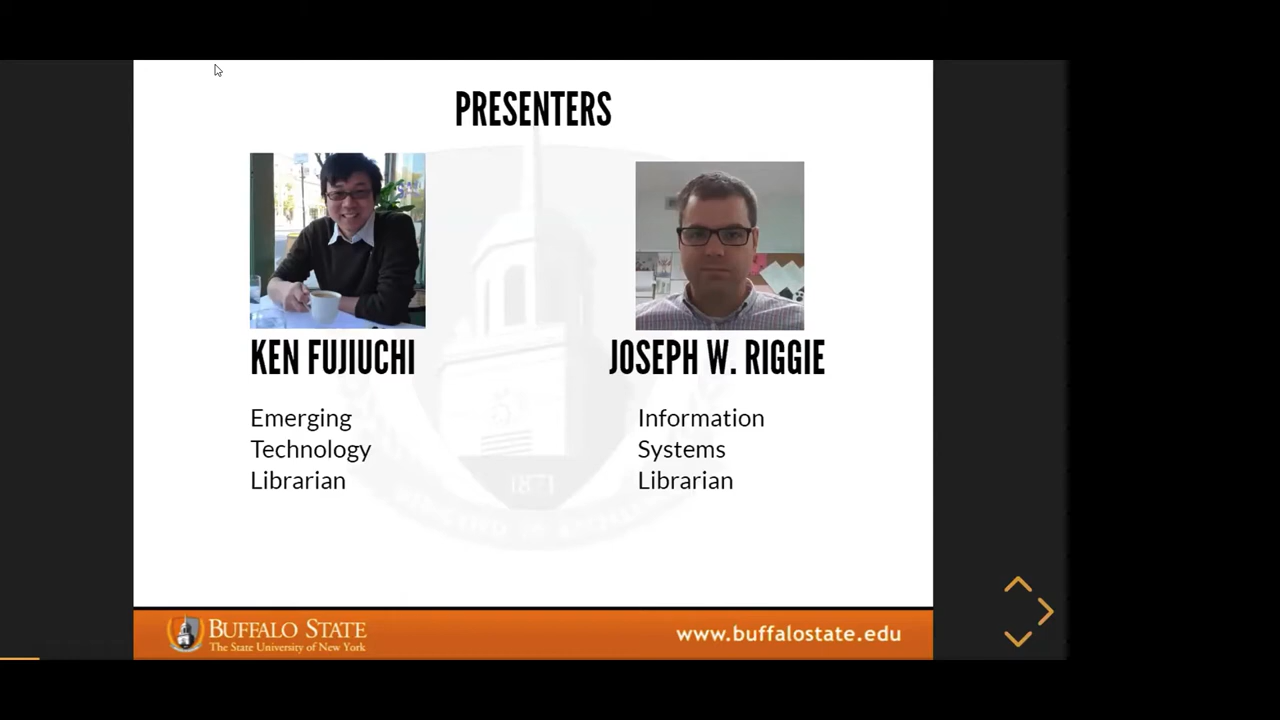 PRESENTERS
KEN FUJIUCHI
JOSEPH W. RIGGIE
Emerging
Technology
Librarian
Information
Systems
Librarian
1871
BUFFALO STATE
The State University of New York
www.buffalostate.edu